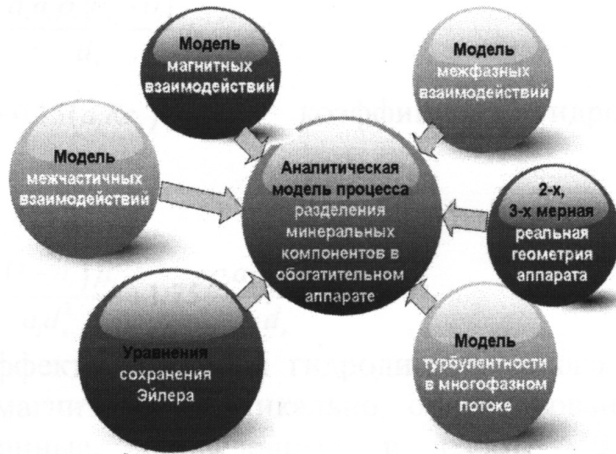 Модель
магнитных
взаимодействий
Модель
межфазных
взаимодействий
Модель
межчастичных
взаимодействий
Аналитическая
модель процесса
разделения
минеральных
компонентов в
обогатительном
аппарате
2-х,
3-х мерная
реальная
геометрия
аппарата
Уравнения
сохранения
Эйлера
Модель
турбулентности
в многофазном
потоке